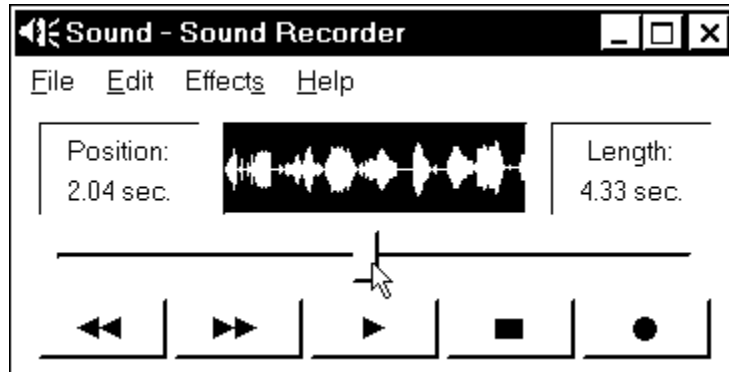 Sound - Sound Recorder
File Edit Effects Help
Position:
2.04 sec.
Length:
4.33 sec.